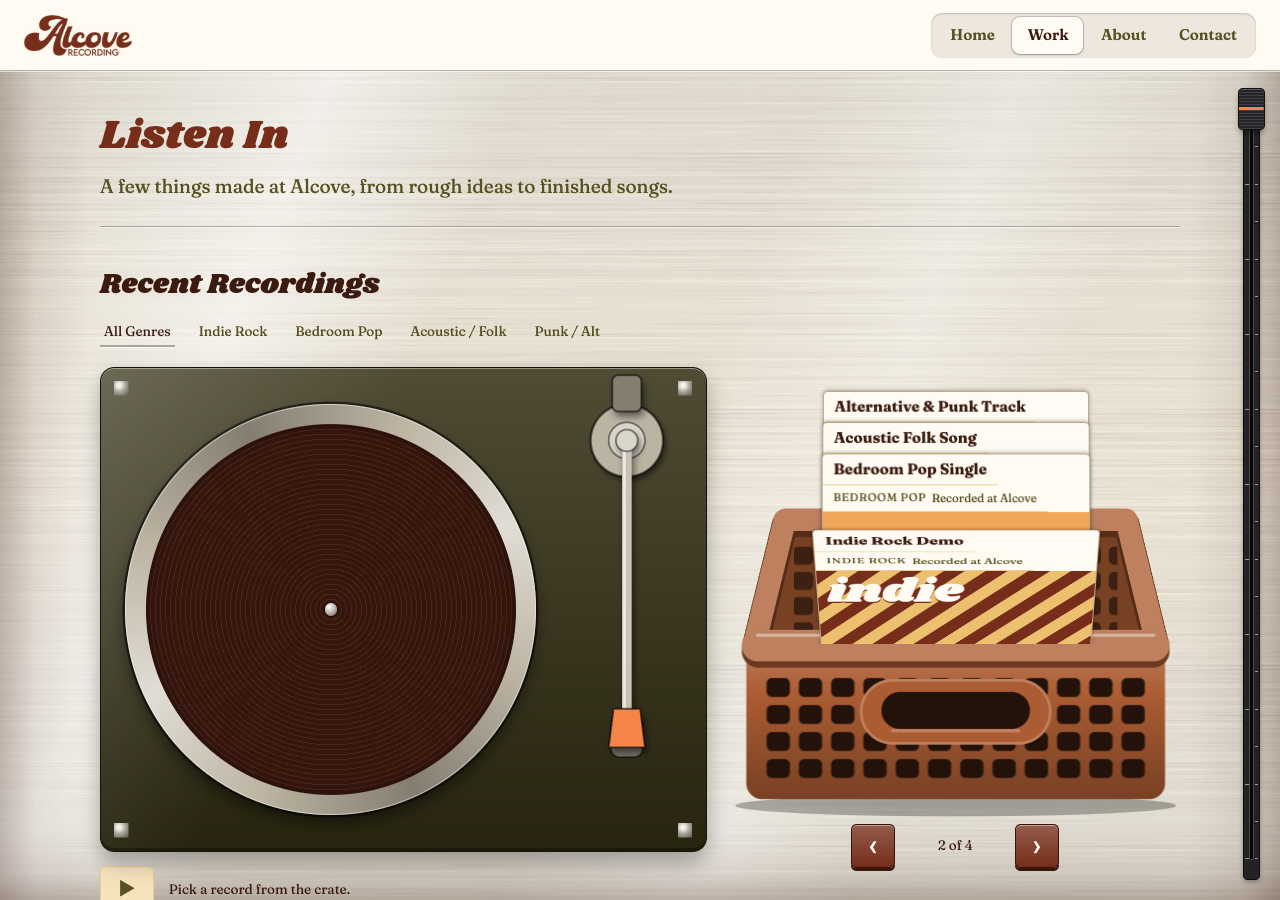 Alcove
RECORDING
Home Work About Contact
Listen In
A few things made at Alcove, from rough ideas to finished songs.
Recent Recordings
All Genres Indie Rock Bedroom Pop Acoustic / Folk Punk / Alt
Alternative & Punk Track
Acoustic Folk Song
Bedroom Pop Single
BEDROOM POP Recorded at Alcove
Indie Rock Demo
INDIE ROCK Recorded at Alcove
indie
2 of 4
Pick a record from the crate.